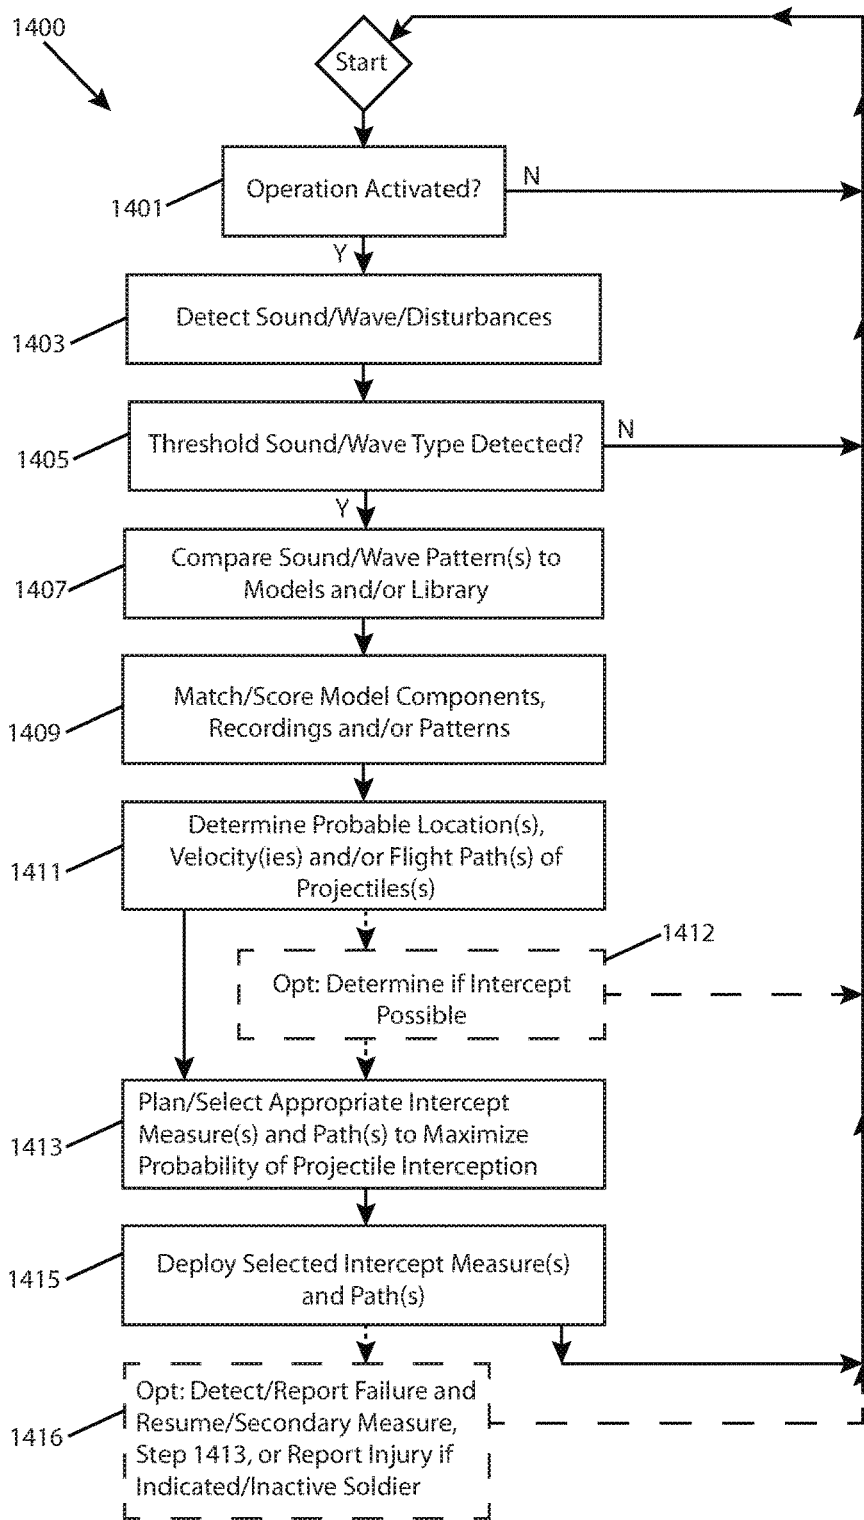 1400
Start
Operation Activated?
N
1401
Y
Detect Sound/Wave/Disturbances
1403
Threshold Sound/Wave Type Detected?
N
1405
Y
Compare Sound/Wave Pattern(s) to
Models and/or Library
1407
Match/Score Model Components,
Recordings and/or Patterns
1409
Determine Probable Location(s),
Velocity(ies) and/or Flight Path(s) of
Projectiles(s)
1411
1412
Opt: Determine if Intercept
Possible
Plan/Select Appropriate Intercept
Measure(s) and Path(s) to Maximize
Probability of Projectile Interception
1413
Deploy Selected Intercept Measure(s)
and Path(s)
1415
Opt: Detect/Report Failure and
Resume/Secondary Measure,
Step 1413, or Report Injury if
Indicated/Inactive Soldier
1416